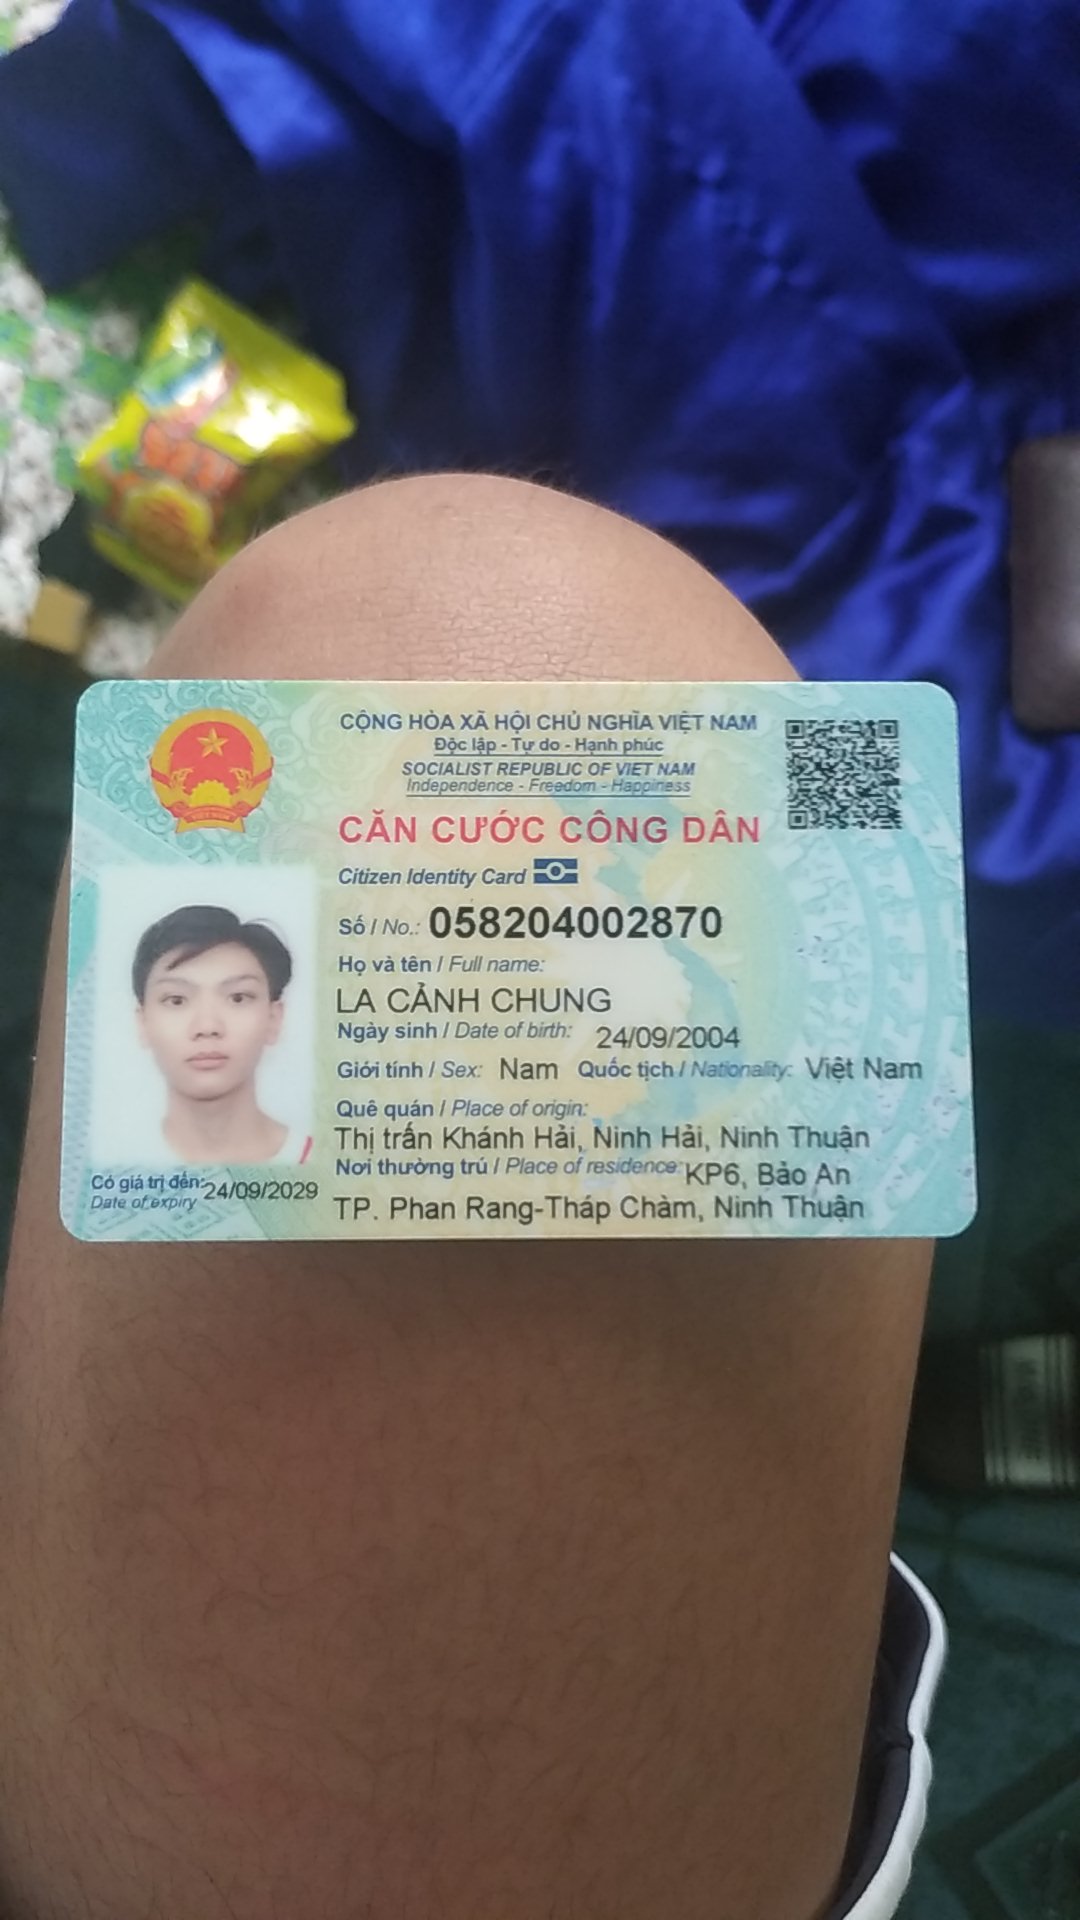 CỘNG HÒA XÃ HỘI CHỦ NGHĨA VIỆT NAM
Độc lập - Tự do - Hạnh phúc
SOCIALIST REPUBLIC OF VIET NAM
Independence - Freedom - Happiness
CĂN CƯỚC CÔNG DÂN
Citizen Identity Card
Số / No.: 058204002870
Họ và tên / Full name:
LA CẢNH CHUNG
Ngày sinh / Date of birth: 24/09/2004
Giới tính / Sex: Nam Quốc tịch / Nationality: Việt Nam
Quê quán / Place of origin:
Thị trấn Khánh Hải, Ninh Hải, Ninh Thuận
Nơi thường trú / Place of residence: KP6, Bảo An
TP. Phan Rang-Tháp Chàm, Ninh Thuận
Có giá trị đến: 24/09/2029
Date of expiry